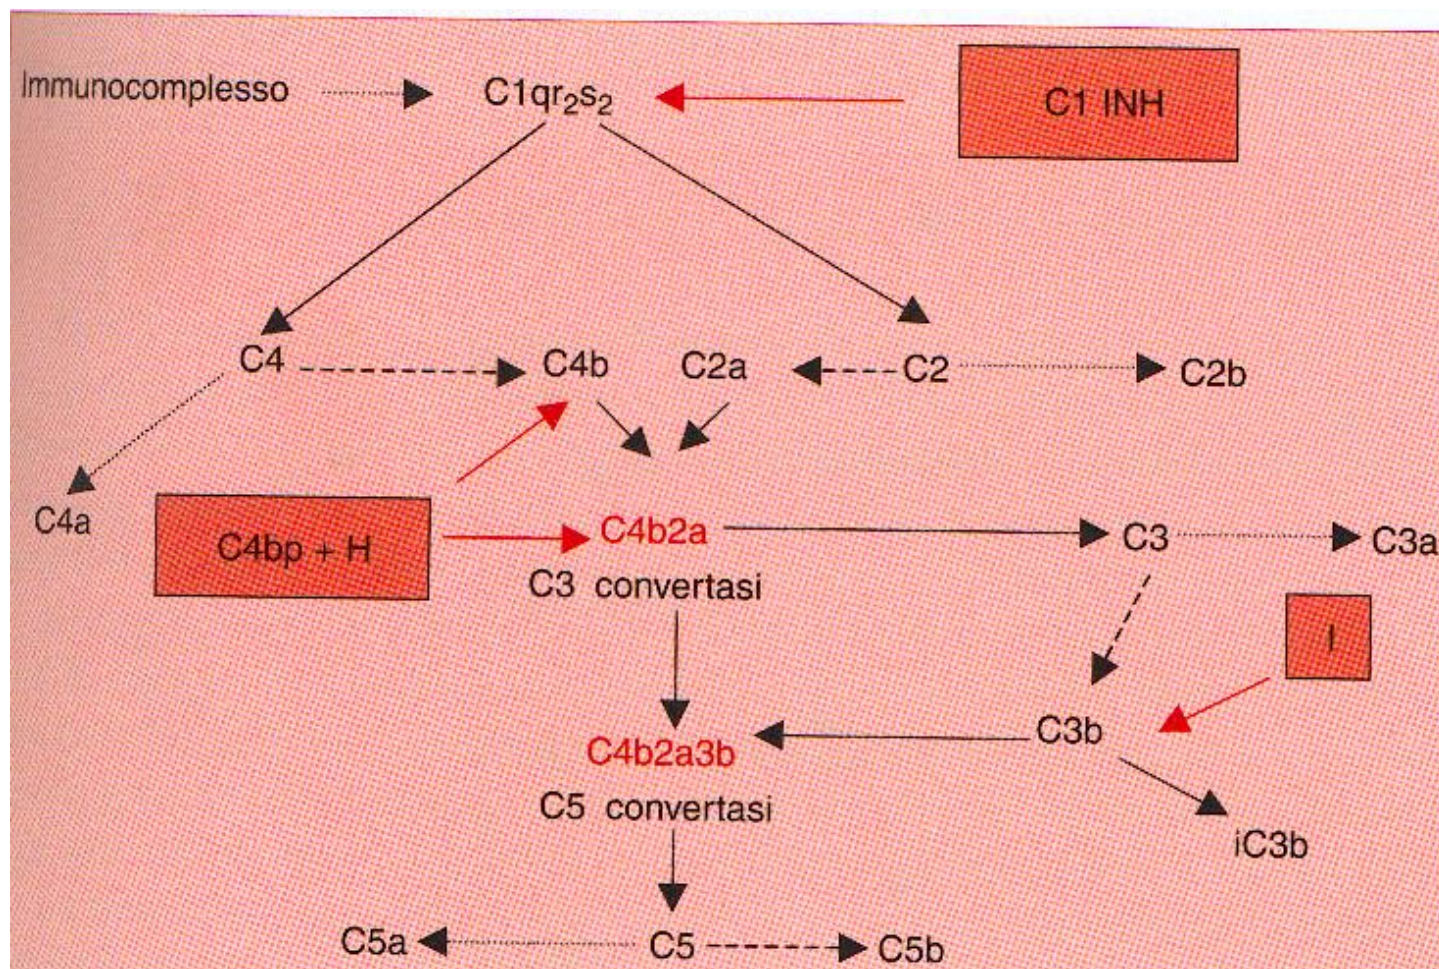 Immunocomplesso
C1qr₂s₂
C1 INH
C4
C4b
C2a
C2
C2b
C4a
C4bp + H
C4b2a
C3 convertasi
C3
C3a
I
C4b2a3b
C5 convertasi
C3b
iC3b
C5a
C5
C5b